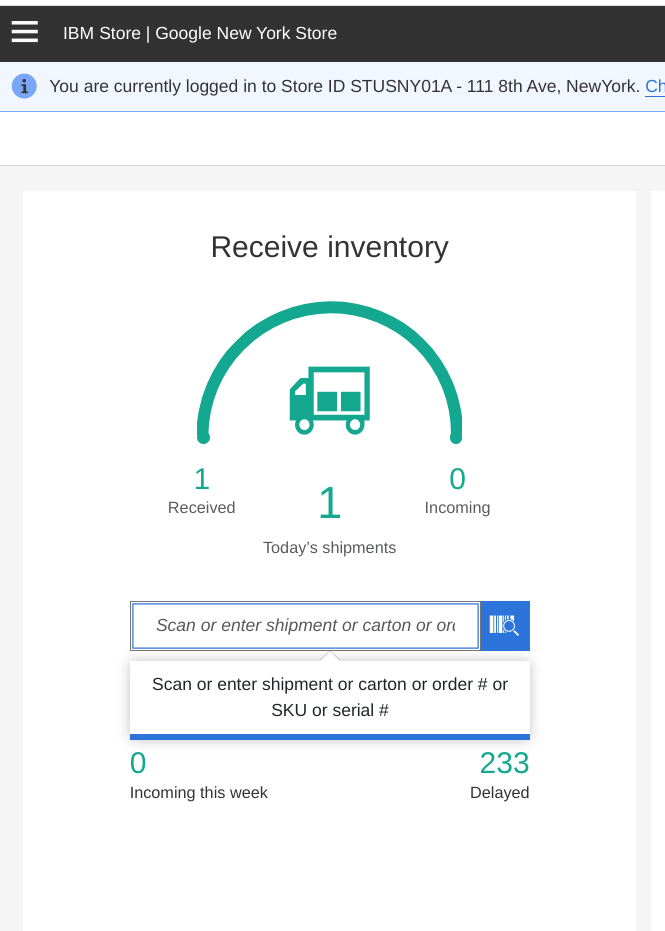 IBM Store | Google New York Store
You are currently logged in to Store ID STUSNY01A - 111 8th Ave, NewYork. Ch
Receive inventory
1
Received
1
Today’s shipments
0
Incoming
Scan or enter shipment or carton or orc
Scan or enter shipment or carton or order # or
SKU or serial #
0
Incoming this week
233
Delayed